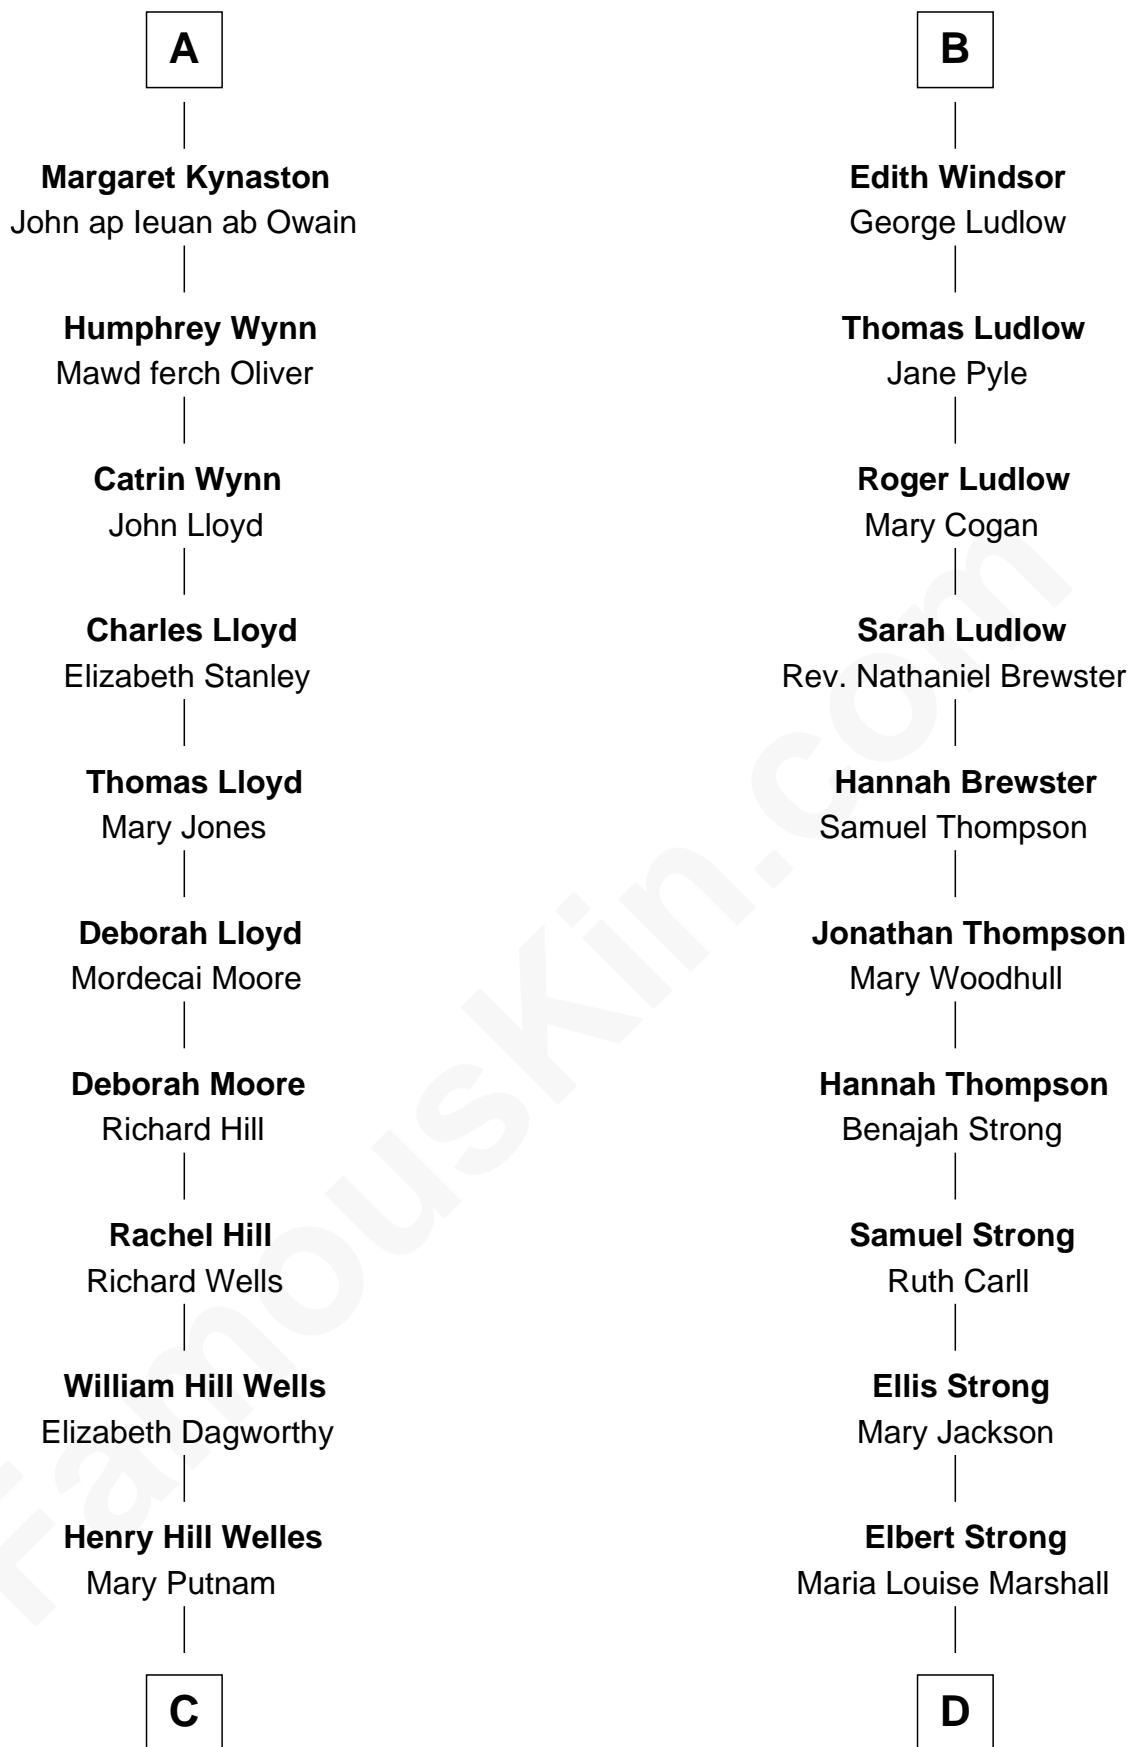 A
Margaret Kynaston
John ap Ieuan ab Owain
Humphrey Wynn
Mawd ferch Oliver
Catrin Wynn
John Lloyd
Charles Lloyd
Elizabeth Stanley
Thomas Lloyd
Mary Jones
Deborah Lloyd
Mordecai Moore
Deborah Moore
Richard Hill
Rachel Hill
Richard Wells
William Hill Wells
Elizabeth Dagworthy
Henry Hill Welles
Mary Putnam
C
B
Edith Windsor
George Ludlow
Thomas Ludlow
Jane Pyle
Roger Ludlow
Mary Cogan
Sarah Ludlow
Rev. Nathaniel Brewster
Hannah Brewster
Samuel Thompson
Jonathan Thompson
Mary Woodhull
Hannah Thompson
Benajah Strong
Samuel Strong
Ruth Carll
Ellis Strong
Mary Jackson
Elbert Strong
Maria Louise Marshall
D
FamousKin.com